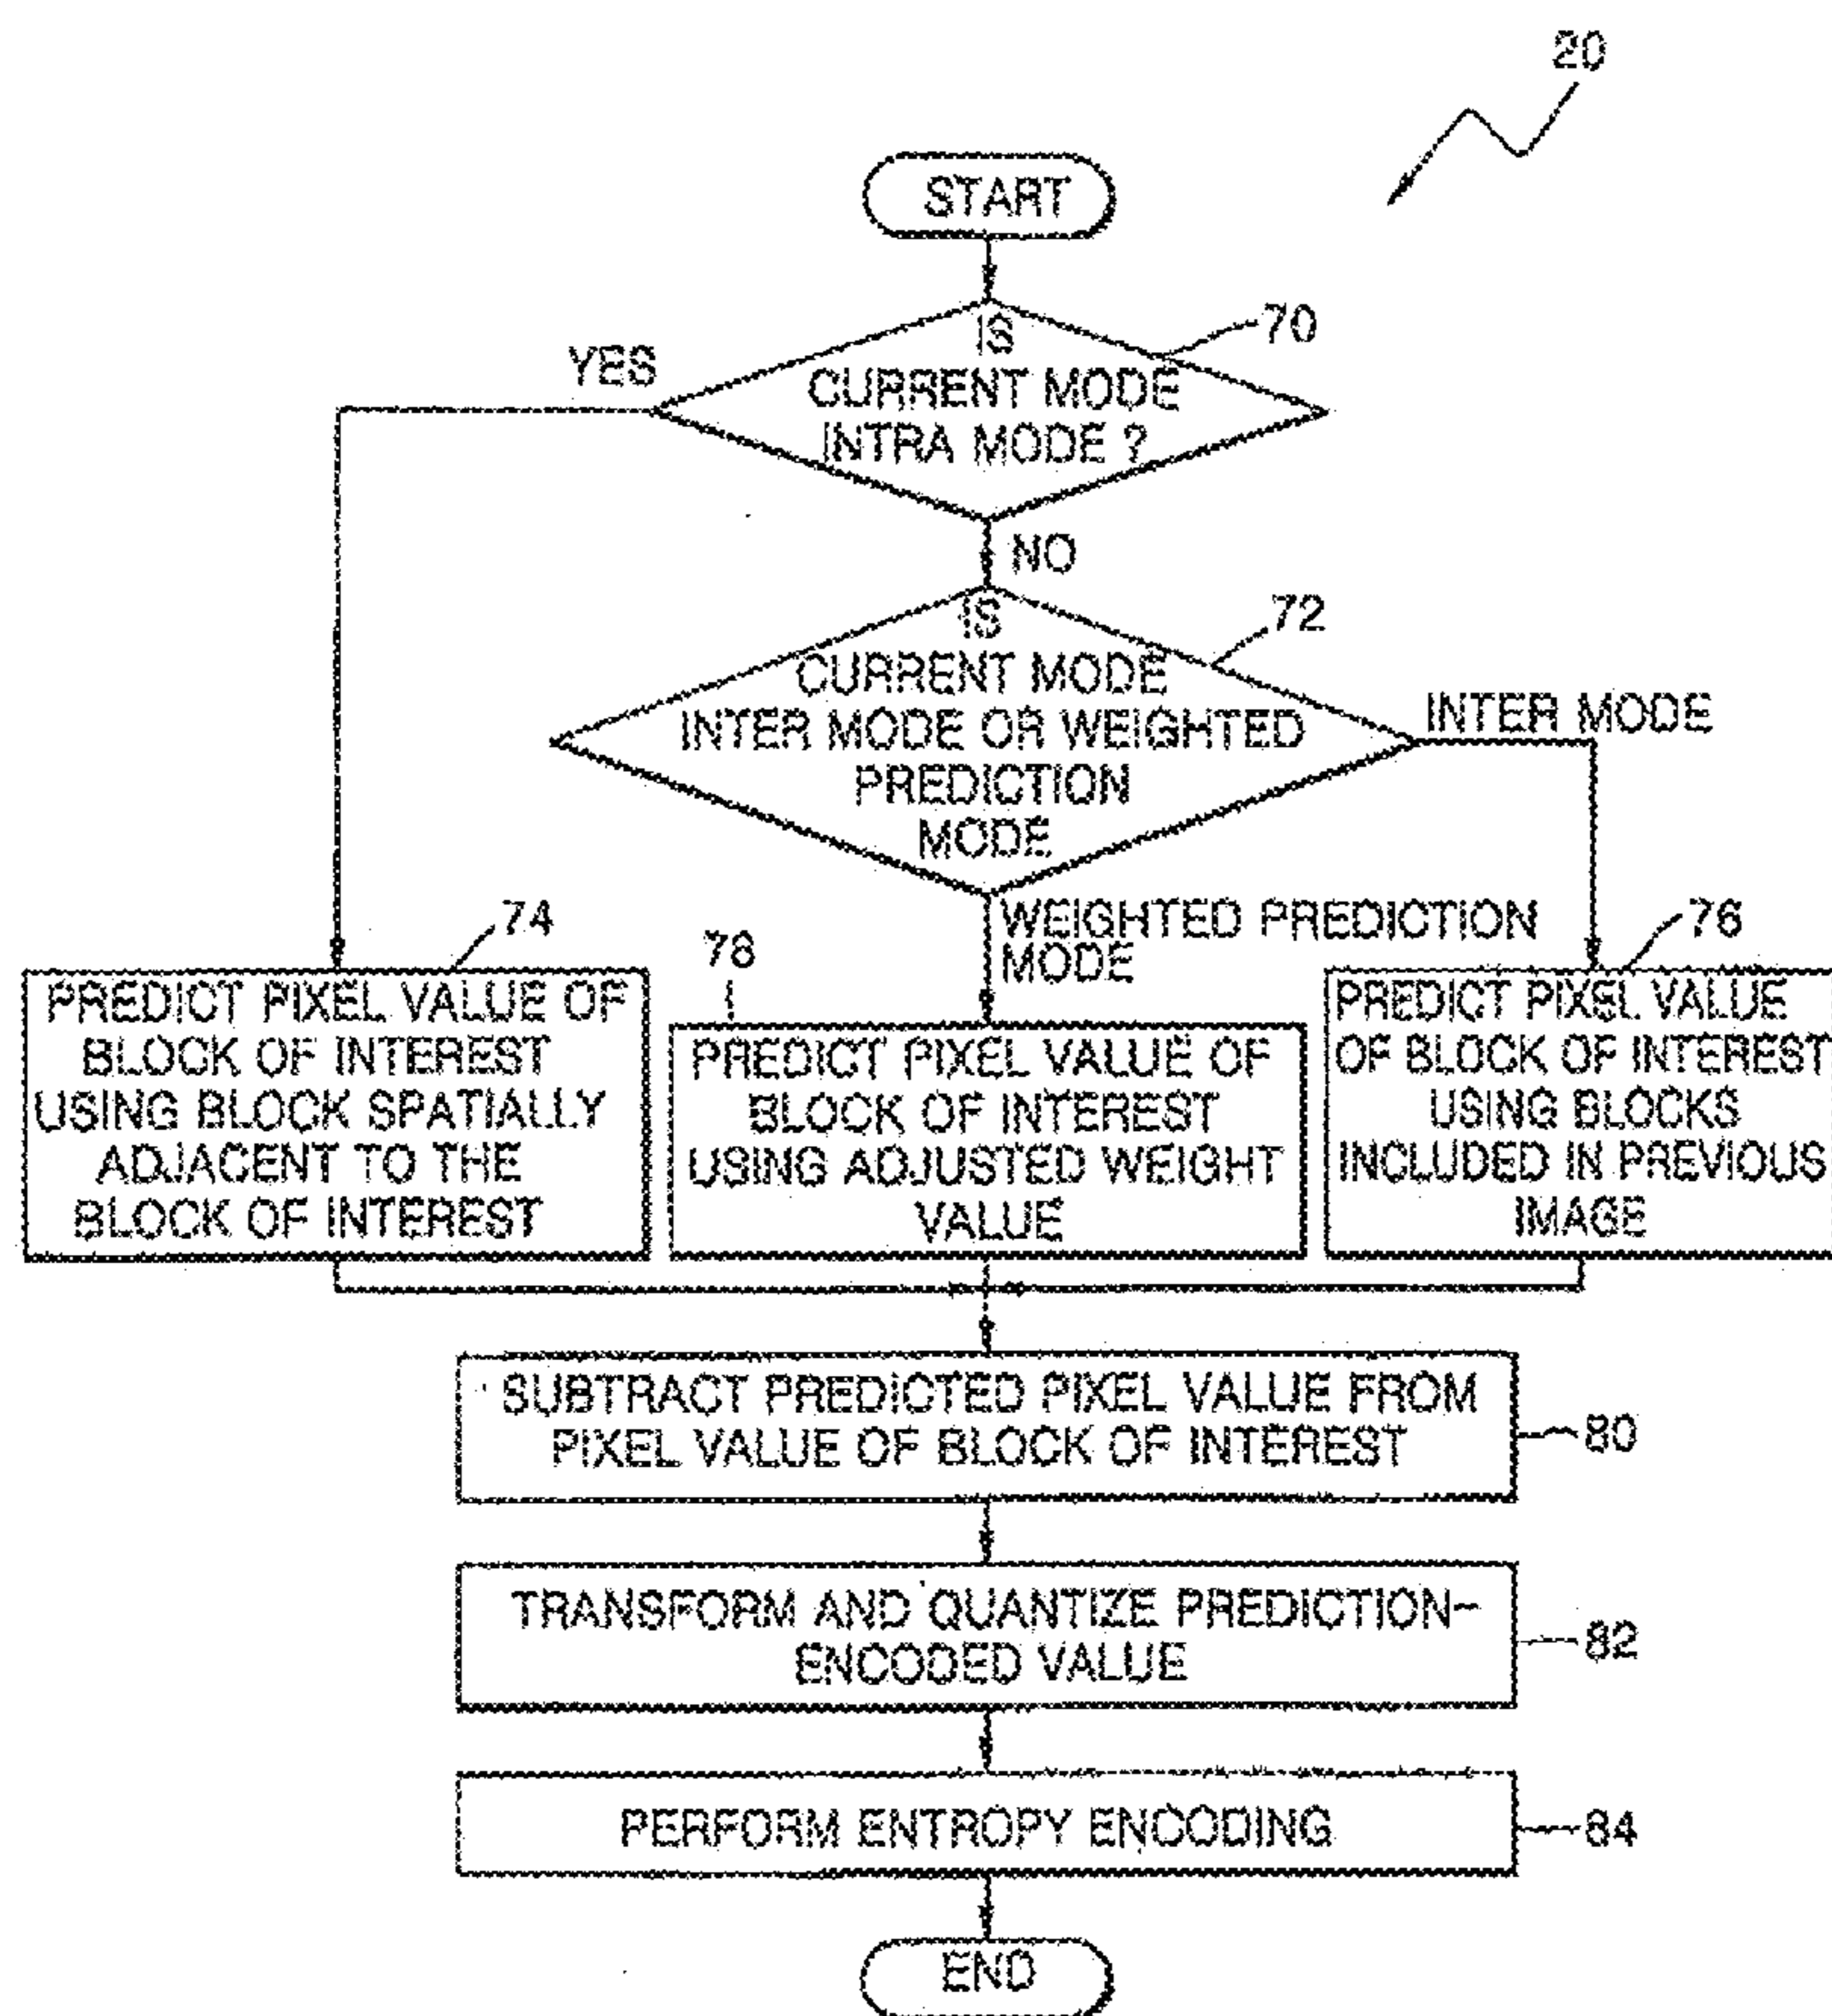 20
START
70
IS
CURRENT MODE
INTRA MODE ?
YES
NO
72
IS
CURRENT MODE
INTER MODE OR WEIGHTED
PREDICTION
MODE
INTER MODE
WEIGHTED PREDICTION
MODE
74
PREDICT PIXEL VALUE OF
BLOCK OF INTEREST
USING BLOCK SPATIALLY
ADJACENT TO THE
BLOCK OF INTEREST
78
PREDICT PIXEL VALUE OF
BLOCK OF INTEREST
USING ADJUSTED WEIGHT
VALUE
76
PREDICT PIXEL VALUE
OF BLOCK OF INTEREST
USING BLOCKS
INCLUDED IN PREVIOUS
IMAGE
SUBTRACT PREDICTED PIXEL VALUE FROM
PIXEL VALUE OF BLOCK OF INTEREST
80
TRANSFORM AND QUANTIZE PREDICTION-
ENCODED VALUE
82
PERFORM ENTROPY ENCODING
84
END